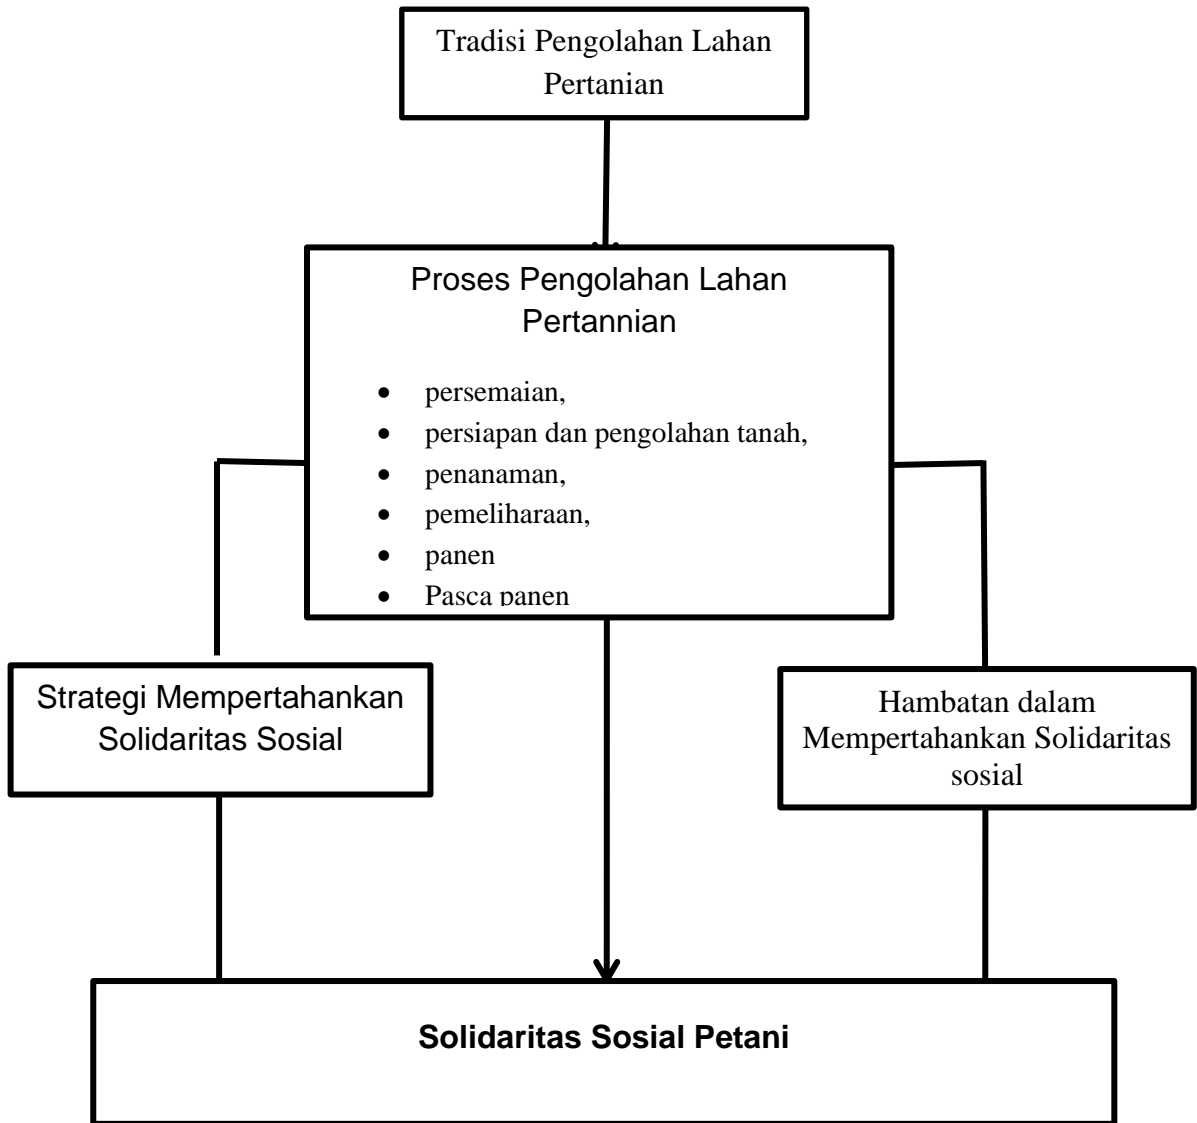 Tradisi Pengolahan Lahan
Pertanian
Proses Pengolahan Lahan
Pertannian
• persemaian,
• persiapan dan pengolahan tanah,
• penanaman,
• pemeliharaan,
• panen
• Pasca panen
Strategi Mempertahankan
Solidaritas Sosial
Hambatan dalam
Mempertahankan Solidaritas
sosial
Solidaritas Sosial Petani